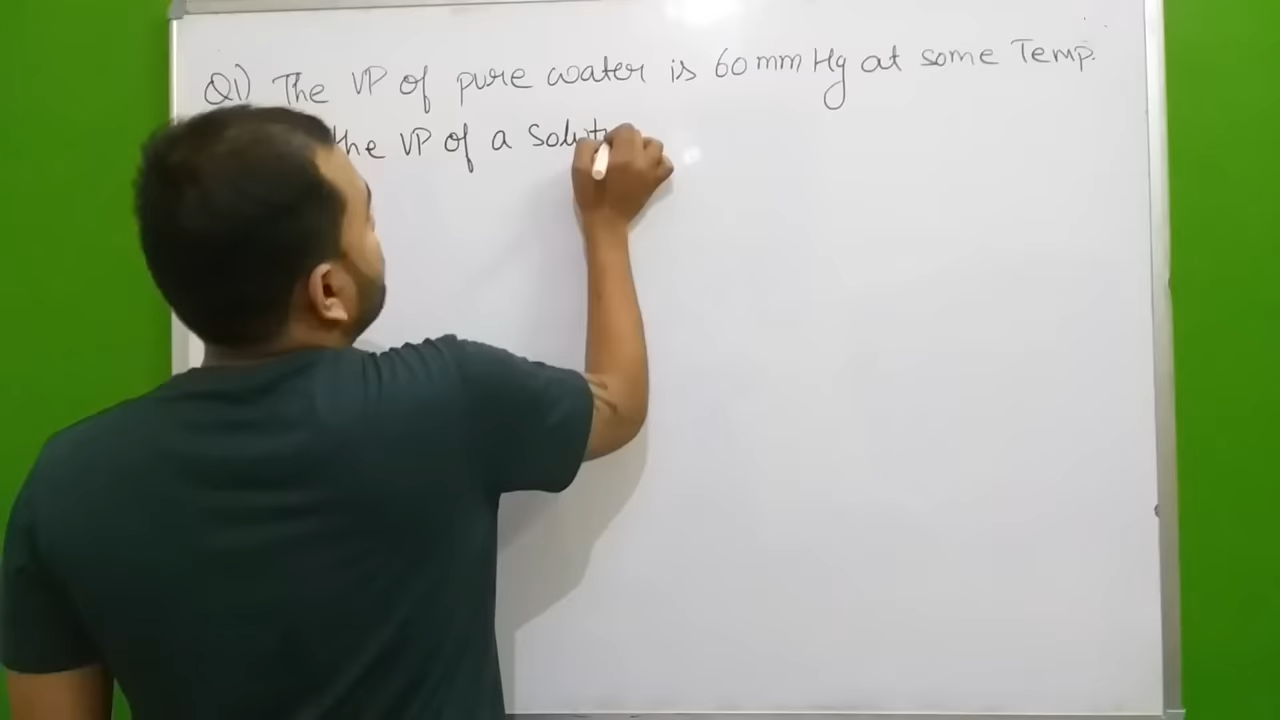 Q1) The VP of pure water is 60 mm Hg at some Temp.
the VP of a Solut